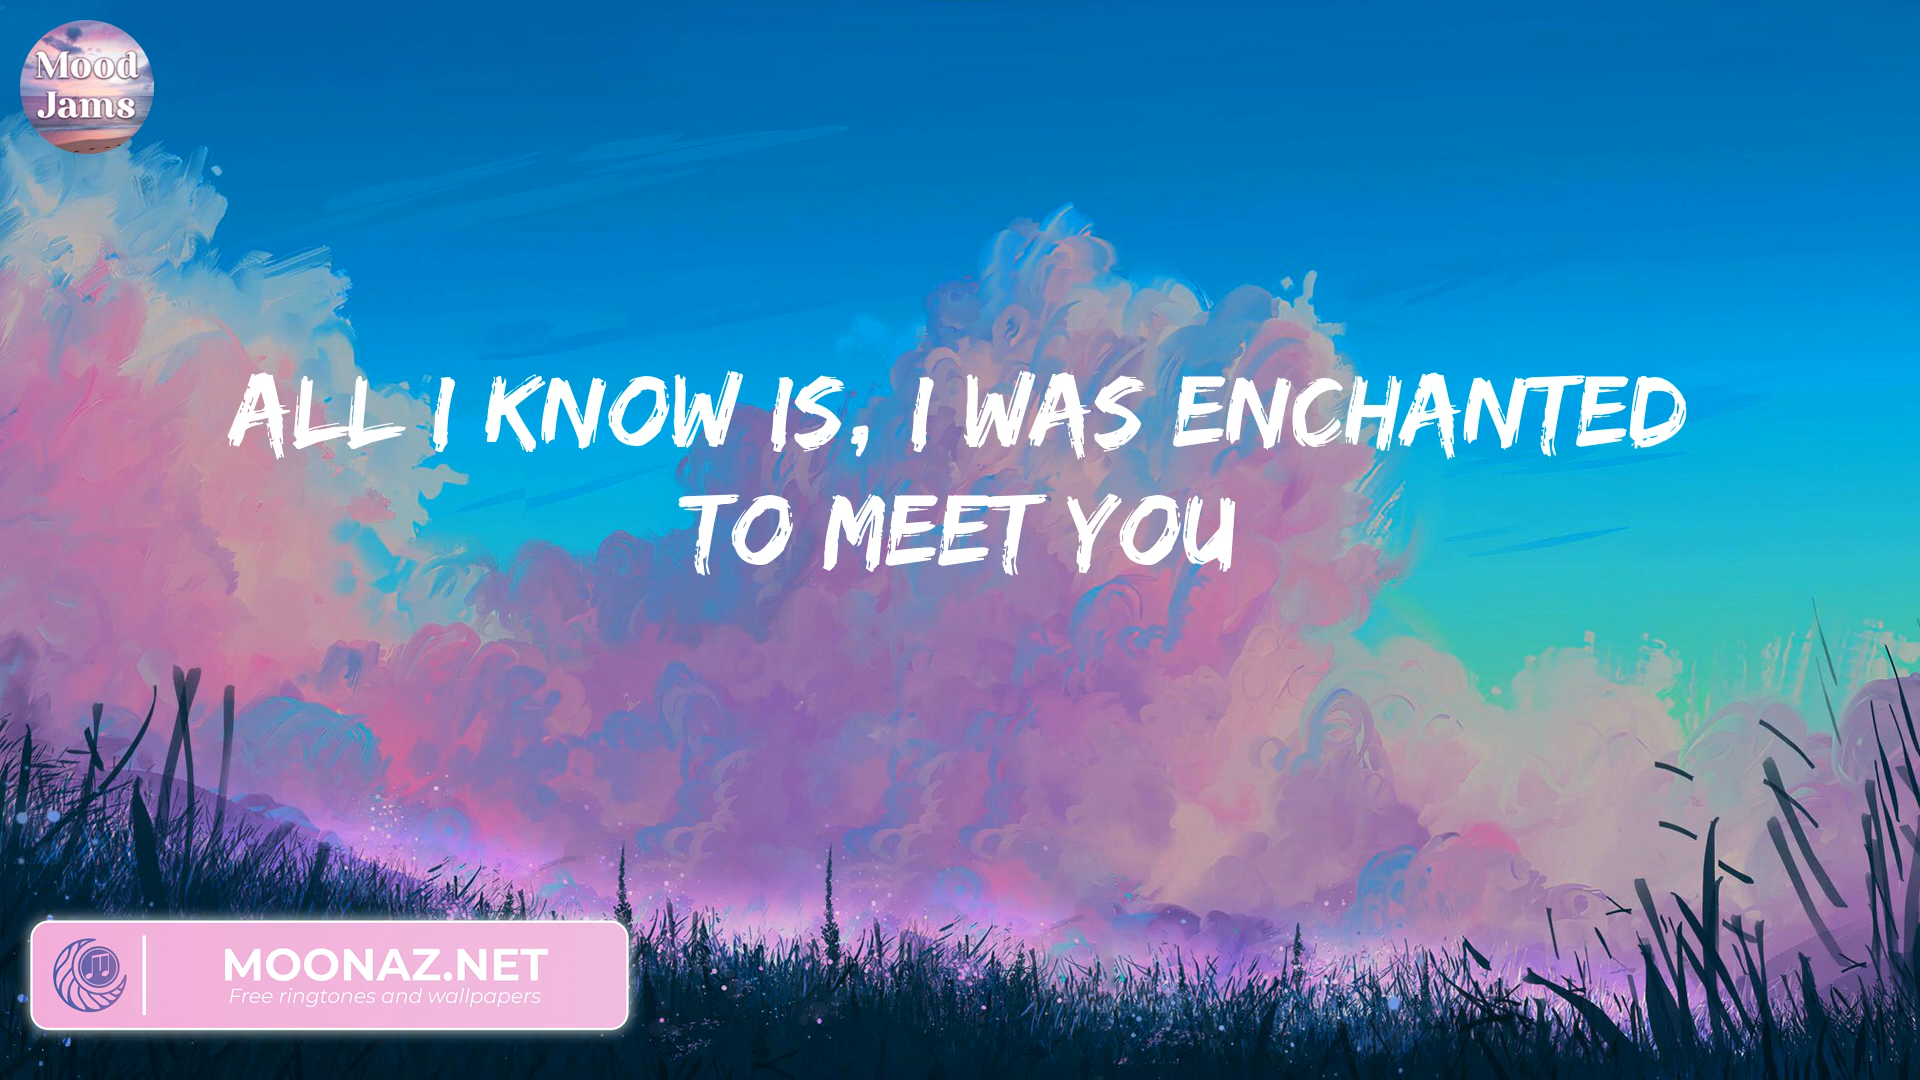 Mood
Jams
ALL I KNOW IS, I WAS ENCHANTED
TO MEET YOU
MOONAZ.NET
Free ringtones and wallpapers